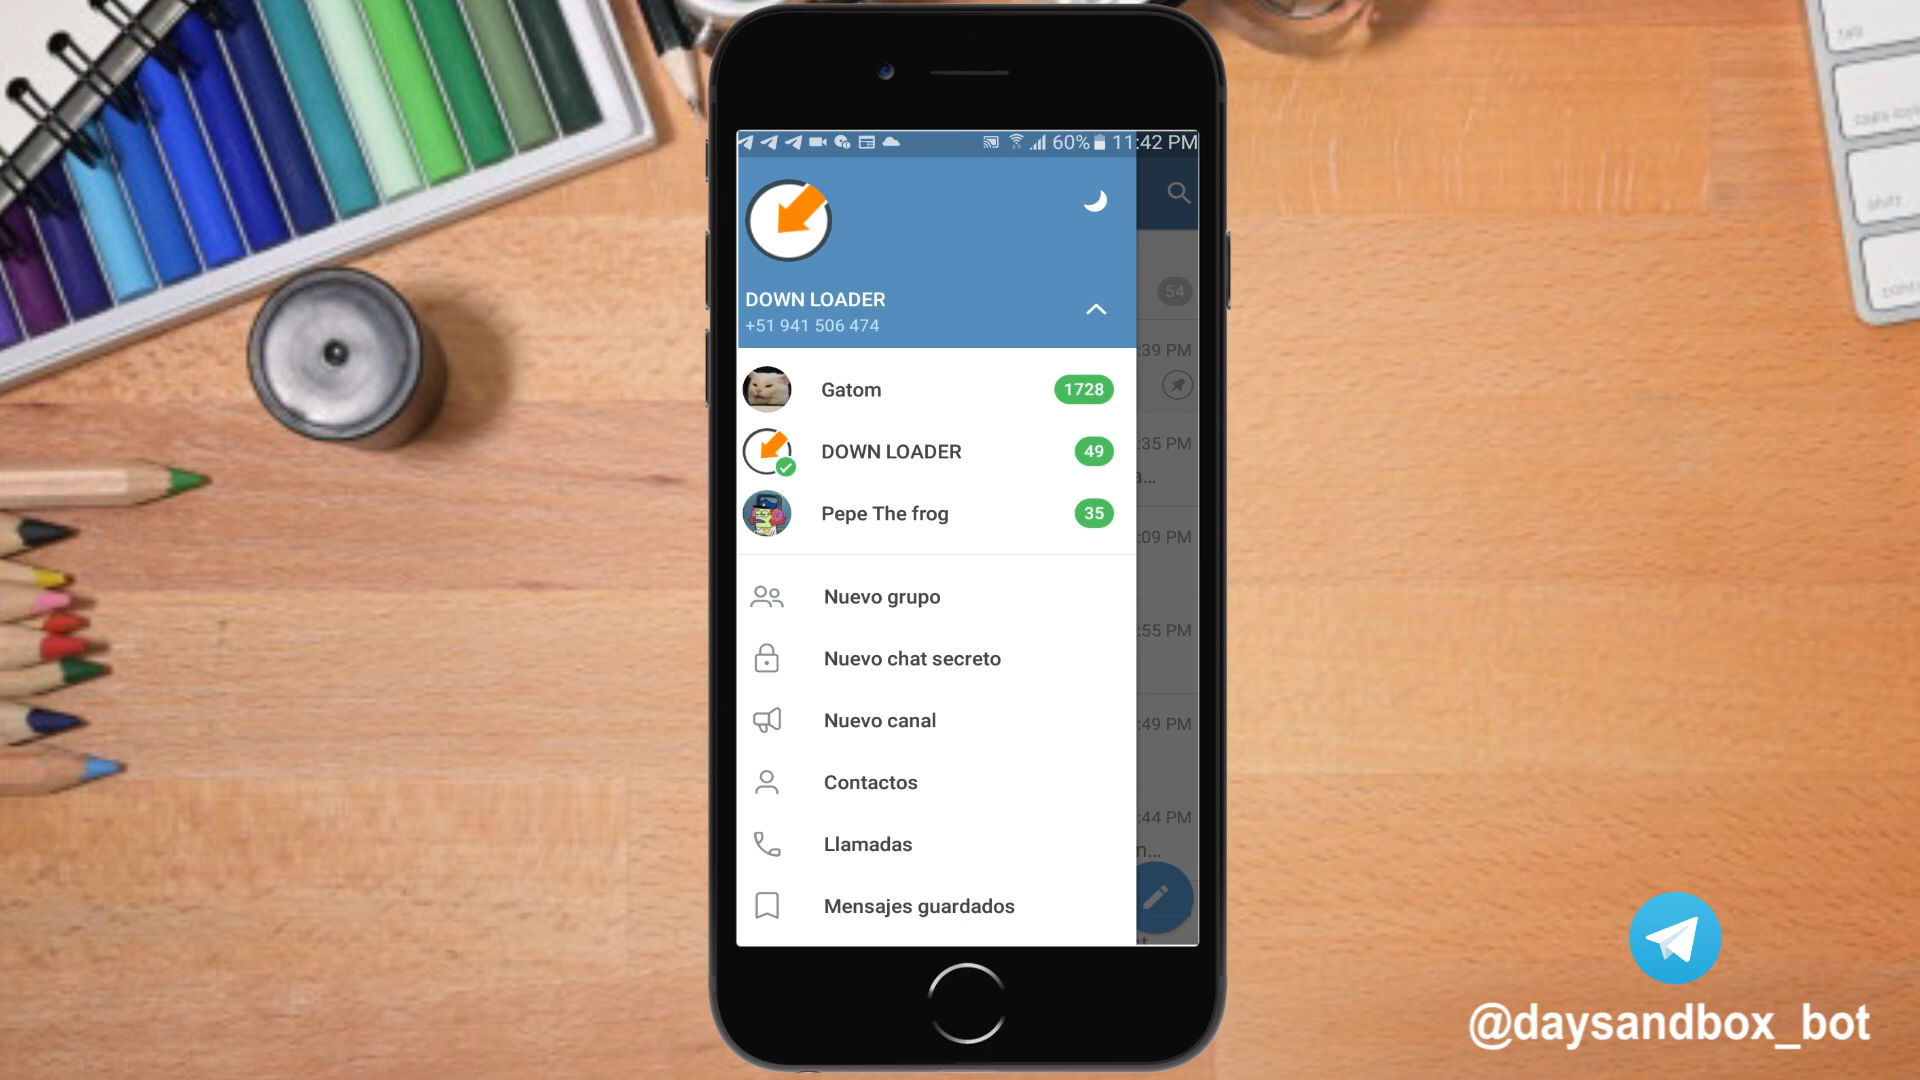 60% 11:42 PM
DOWN LOADER
+51 941 506 474
54
:39 PM
Gatom 1728
:35 PM
DOWN LOADER 49
a...
Pepe The frog 35
:09 PM
Nuevo grupo
:55 PM
Nuevo chat secreto
Nuevo canal
:49 PM
Contactos
:44 PM
Llamadas
n...
Mensajes guardados
@daysandbox_bot